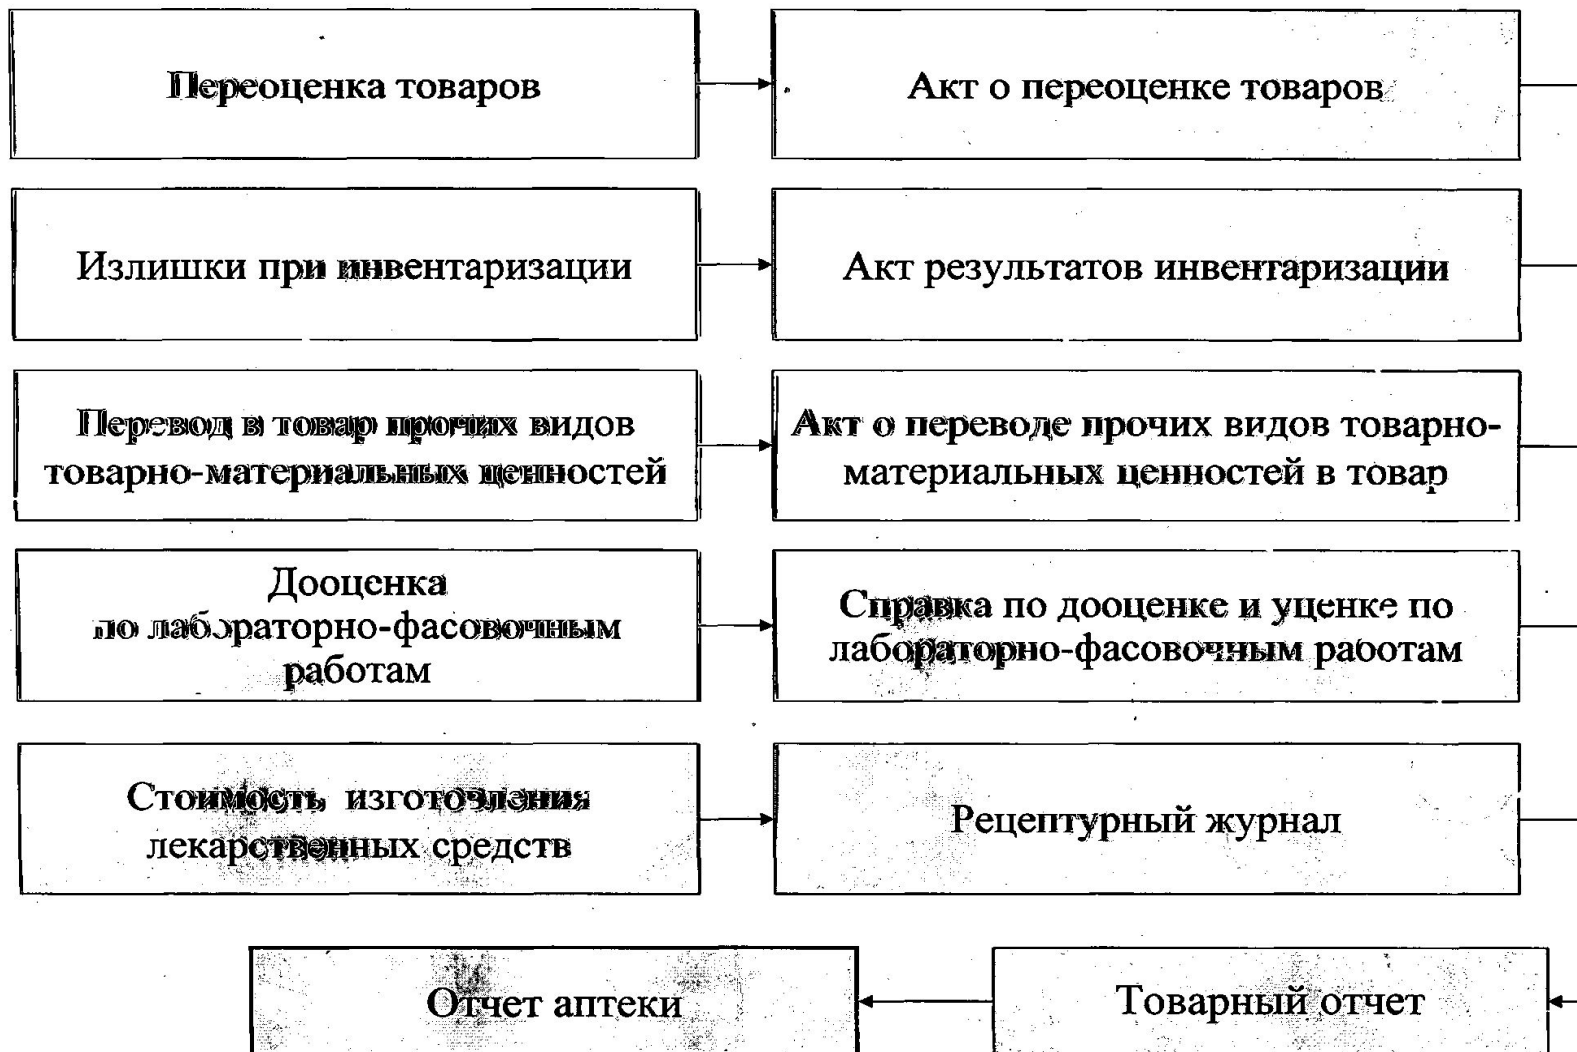 Переоценка товаров
Акт о переоценке товаров
Излишки при инвентаризации
Акт результатов инвентаризации
Перевод в товар прочих видов
товарно-материальных ценностей
Акт о переводе прочих видов товарно-
материальных ценностей в товар
Дооценка
по лабораторно-фасовочным
работам
Справка по дооценке и уценке по
лабораторно-фасовочным работам
Стоимость изготовления
лекарственных средств
Рецептурный журнал
Отчет аптеки
Товарный отчет